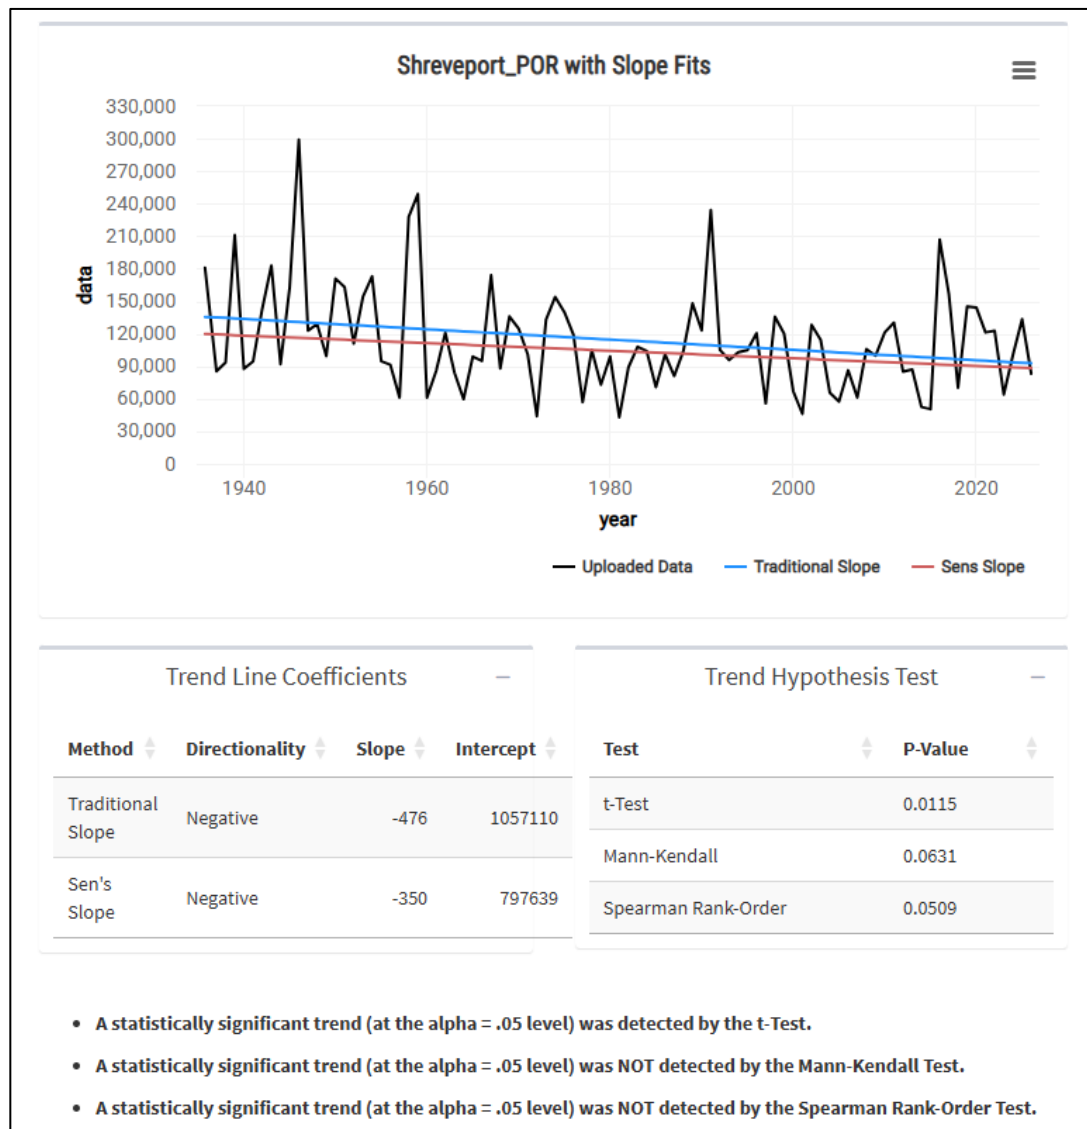 Shreveport_POR with Slope Fits
330,000
300,000
270,000
240,000
210,000
180,000
150,000
120,000
90,000
60,000
30,000
0
data
1940 1960 1980 2000 2020
year
Uploaded Data Traditional Slope Sens Slope
Trend Line Coefficients
Method Directionality Slope Intercept
Traditional
Slope
Negative -476 1057110
Sen's
Slope
Negative -350 797639
Trend Hypothesis Test
Test P-Value
t-Test 0.0115
Mann-Kendall 0.0631
Spearman Rank-Order 0.0509
• A statistically significant trend (at the alpha = .05 level) was detected by the t-Test.
• A statistically significant trend (at the alpha = .05 level) was NOT detected by the Mann-Kendall Test.
• A statistically significant trend (at the alpha = .05 level) was NOT detected by the Spearman Rank-Order Test.